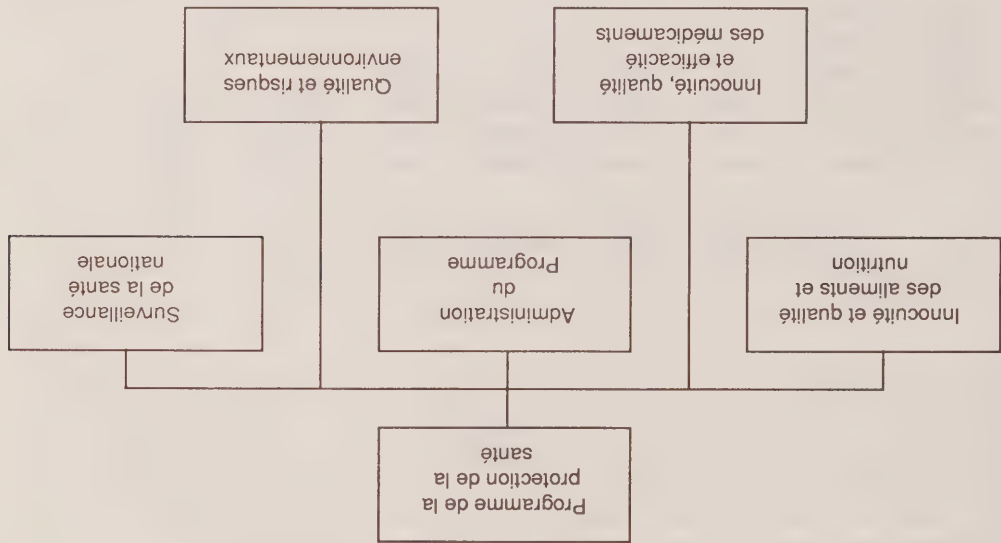 Programme de la
protection de la
santé
Innocuité et qualité
des aliments et
nutrition
Administration
du
Programme
Surveillance
de la santé
nationale
Innocuité, qualité
et efficacité
des médicaments
Qualité et risques
environnementaux